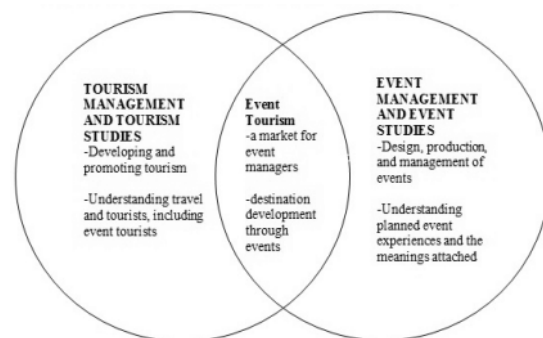 TOURISM
MANAGEMENT
AND TOURISM
STUDIES
-Developing and
promoting tourism
-Understanding travel
and tourists, including
event tourists
Event
Tourism
-a market for
event
managers
-destination
development
through
events
EVENT
MANAGEMENT
AND EVENT
STUDIES
-Design, production,
and management of
events
-Understanding
planned event
experiences and the
meanings attached